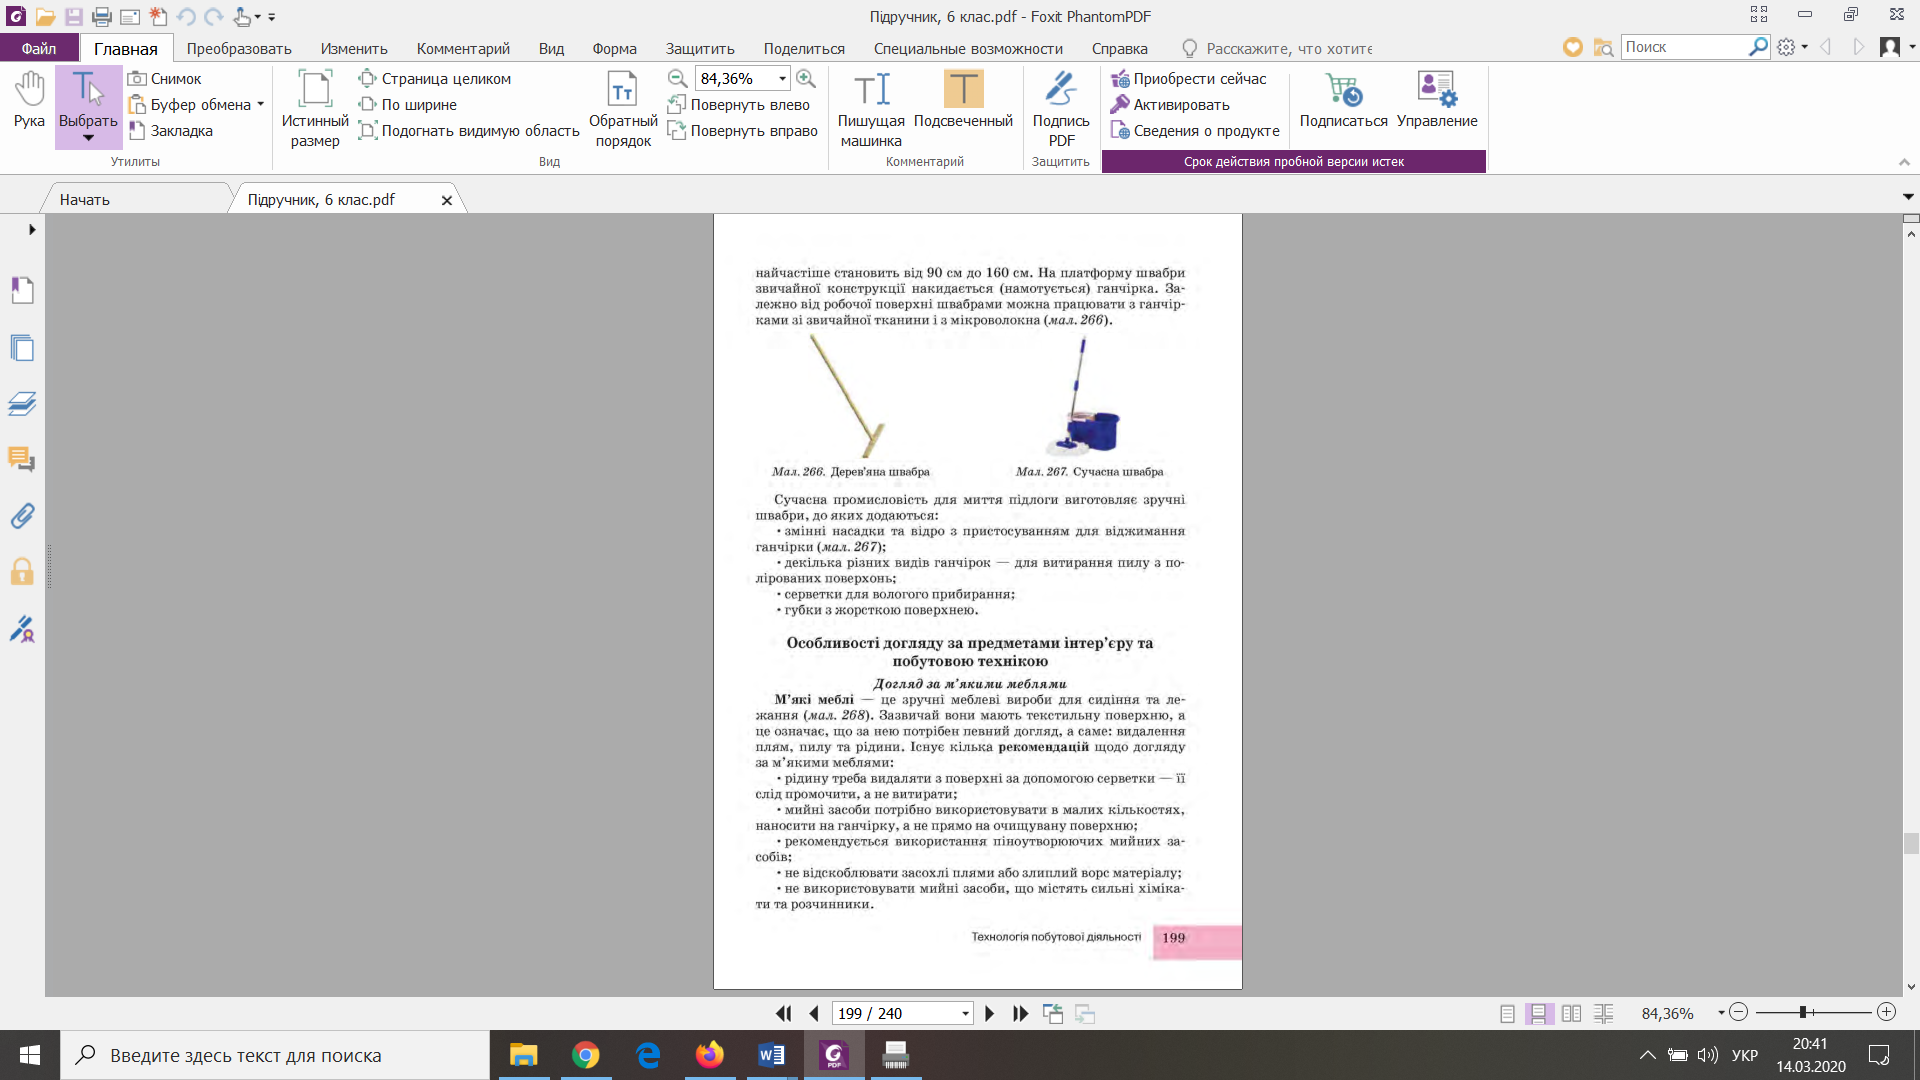 Підручник, 6 клас.pdf - Foxit PhantomPDF
Файл Главная Преобразовать Изменить Комментарий Вид Форма Защитить Поделиться Специальные возможности Справка Расскажите, что хотите Поиск
Рука
Выбрать
Снимок
Буфер обмена
Закладка
Утилиты
Истинный размер
Страница целиком
По ширине
Подогнать видимую область
Обратный порядок
84,36%
Повернуть влево
Повернуть вправо
Вид
Пишущая машинка
Подсвеченный
Комментарий
Подпись PDF
Защитить
Приобрести сейчас
Активировать
Сведения о продукте
Подписаться
Управление
Срок действия пробной версии истек
Начать
Підручник, 6 клас.pdf
найчастіше становить від 90 см до 160 см. На платформу швабри
звичайної конструкції накидається (намотується) ганчірка. За-
лежно від робочої поверхні швабрами можна працювати з ганчір-
ками зі звичайної тканини і з мікроволокна (мал. 266).
Мал. 266. Дерев’яна швабра
Мал. 267. Сучасна швабра
Сучасна промисловість для миття підлоги виготовляє зручні
швабри, до яких додаються:
• змінні насадки та відро з пристосуванням для віджимання
ганчірки (мал. 267);
• декілька різних видів ганчірок — для витирання пилу з по-
лірованих поверхонь;
• серветки для вологого прибирання;
• губки з жорсткою поверхнею.
Особливості догляду за предметами інтер’єру та
побутовою технікою
Догляд за м’якими меблями
М’які меблі — це зручні меблеві вироби для сидіння та ле-
жання (мал. 268). Зазвичай вони мають текстильну поверхню, а
це означає, що за нею потрібен певний догляд, а саме: видалення
плям, пилу та рідини. Існує кілька рекомендацій щодо догляду
за м’якими меблями:
• рідину треба видаляти з поверхні за допомогою серветки — її
слід промочити, а не витирати;
• мийні засоби потрібно використовувати в малих кількостях,
наносити на ганчірку, а не прямо на очищувану поверхню;
• рекомендується використання піноутворюючих мийних за-
собів;
• не відскоблювати засохлі плями або злиплий ворс матеріалу;
• не використовувати мийні засоби, що містять сильні хіміка-
ти та розчинники.
Технологія побутової діяльності 199
199 / 240
84,36%
Введите здесь текст для поиска
УКР
20:41
14.03.2020